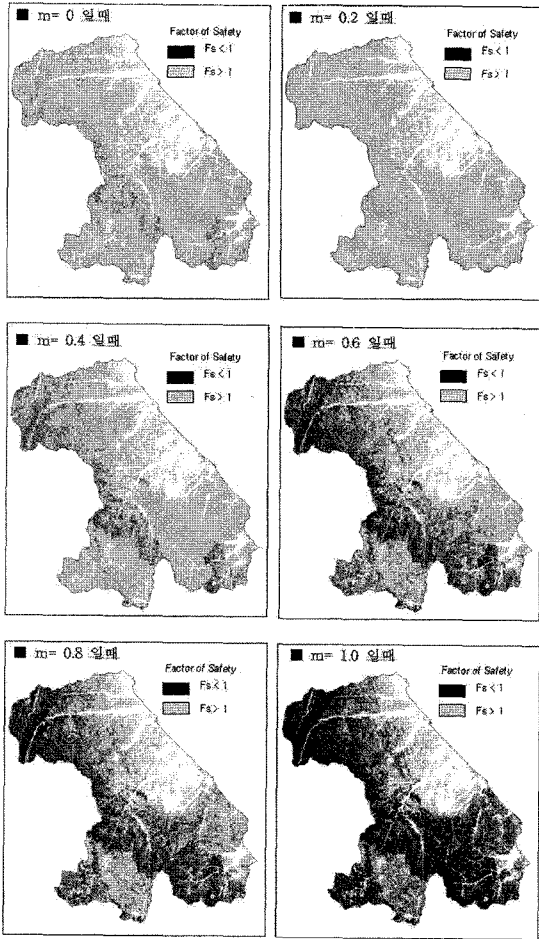 ■ m= 0 일때
Factor of Safety
Fs < 1
Fs > 1
■ m= 0.2 일때
Factor of Safety
Fs < 1
Fs > 1
■ m= 0.4 일때
Factor of Safety
Fs < 1
Fs > 1
■ m= 0.6 일때
Factor of Safety
Fs < 1
Fs > 1
■ m= 0.8 일때
Factor of Safety
Fs < 1
Fs > 1
■ m= 1.0 일때
Factor of Safety
Fs < 1
Fs > 1